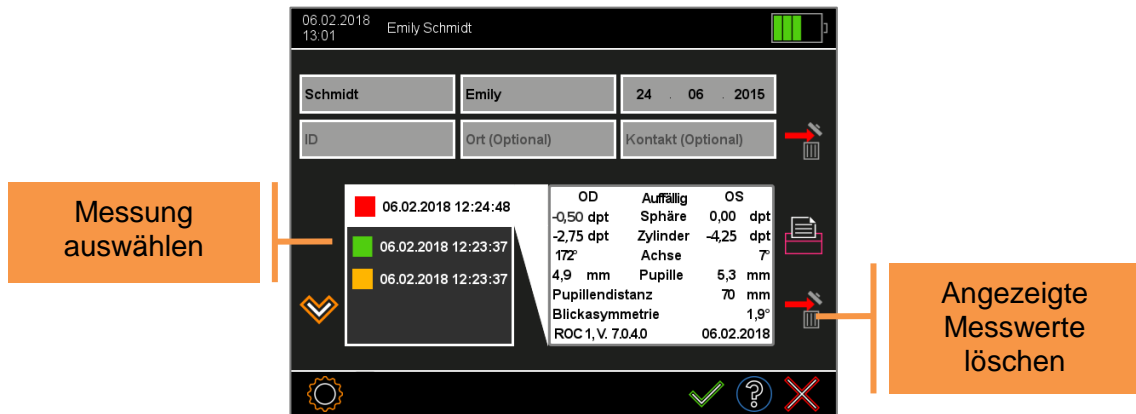 06.02.2018
13:01
Emily Schmidt
Schmidt
Emily
24 . 06 . 2015
ID
Ort (Optional)
Kontakt (Optional)
Messung
auswählen
06.02.2018 12:24:48
06.02.2018 12:23:37
06.02.2018 12:23:37
OD Auffällig OS
-0,50 dpt Sphäre 0,00 dpt
-2,75 dpt Zylinder -4,25 dpt
172° Achse 7°
4,9 mm Pupille 5,3 mm
Pupillendistanz 70 mm
Blickasymmetrie 1,9°
ROC 1, V. 7.0.4.0 06.02.2018
Angezeigte
Messwerte
löschen
?